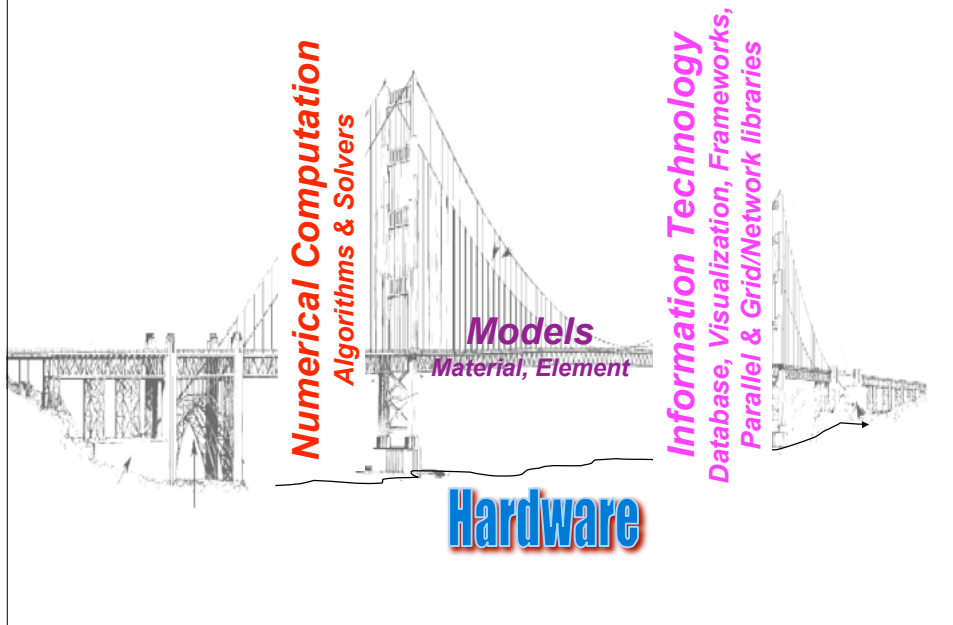 Numerical Computation
Algorithms & Solvers
Models
Material, Element
Information Technology
Database, Visualization, Frameworks,
Parallel & Grid/Network libraries
Hardware